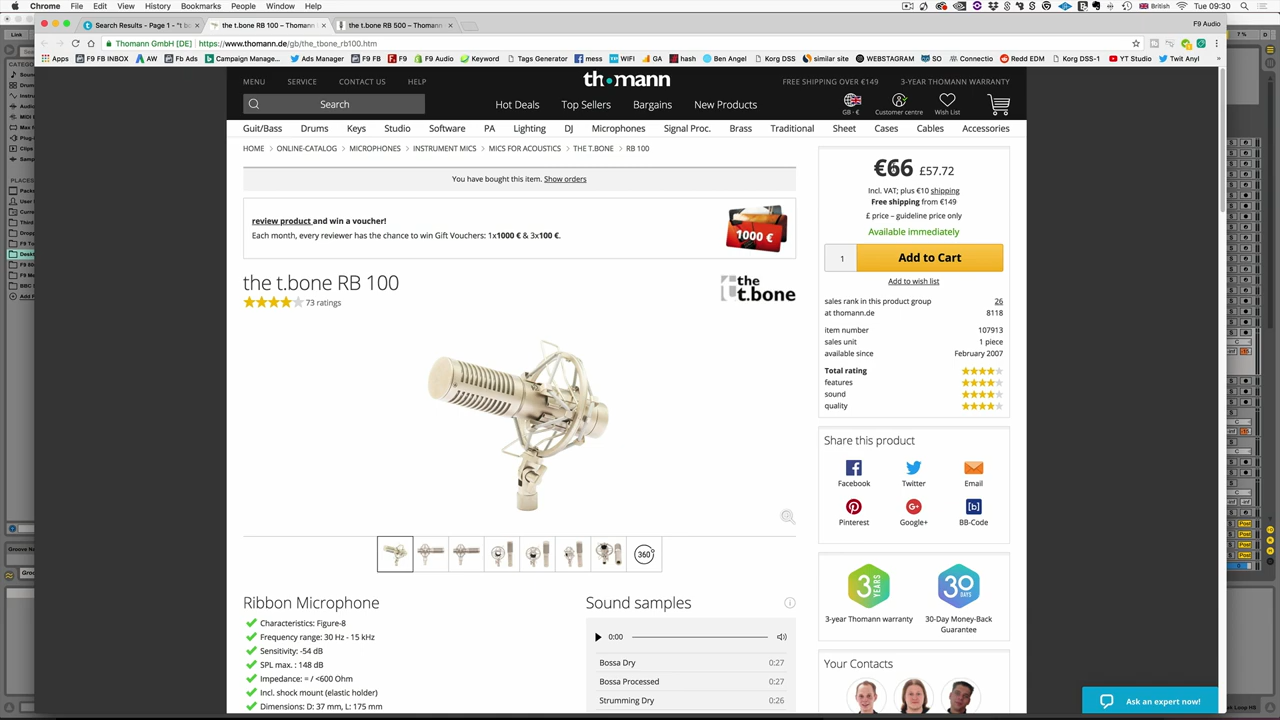 Chrome File Edit View History Bookmarks People Window Help
British Tue 09:30
Search Results – Page 1 – "t bo
the t.bone RB 100 – Thomann
the t.bone RB 500 – Thomann
F9 Audio
Thomann GmbH [DE] https://www.thomann.de/gb/the_tbone_rb100.htm
Apps F9 FB INBOX AW Fb Ads Campaign Manage... Ads Manager F9 FB F9 F9 Audio Keyword Tags Generator mess GA hash Ben Angel Korg DSS similar site WEBSTAGRAM SQ Connectio Redd EDM Korg DSS-1 YT Studio Twit Anyl
Link
7 %
MENU SERVICE CONTACT US HELP
th•mann
FREE SHIPPING OVER €149 3-YEAR THOMANN WARRANTY
Search
Hot Deals Top Sellers Bargains New Products
GB · € Customer centre Wish List
Guit/Bass Drums Keys Studio Software PA Lighting DJ Microphones Signal Proc. Brass Traditional Sheet Cases Cables Accessories
HOME > ONLINE-CATALOG > MICROPHONES > INSTRUMENT MICS > MICS FOR ACOUSTICS > THE T.BONE > RB 100
You have bought this item. Show orders
review product and win a voucher!
Each month, every reviewer has the chance to win Gift Vouchers: 1x1000 € & 3x100 €.
1000 €
the t.bone RB 100
73 ratings
the t.bone
€66 £57.72
Incl. VAT; plus €10 shipping
Free shipping from €149
£ price – guideline price only
Available immediately
1 Add to Cart
Add to wish list
sales rank in this product group 26
at thomann.de 8118
item number 107913
sales unit 1 piece
available since February 2007
Total rating
features
sound
quality
Share this product
Facebook Twitter Email
Pinterest Google+ BB-Code
360°
3 YEARS
30 DAYS
3-year Thomann warranty
30-Day Money-Back Guarantee
Your Contacts
Ribbon Microphone
Characteristics: Figure-8
Frequency range: 30 Hz - 15 kHz
Sensitivity: -54 dB
SPL max. : 148 dB
Impedance: = / <600 Ohm
Incl. shock mount (elastic holder)
Dimensions: D: 37 mm, L: 175 mm
Sound samples
0:00
Bossa Dry 0:27
Bossa Processed 0:27
Strumming Dry 0:26
Ask an expert now!